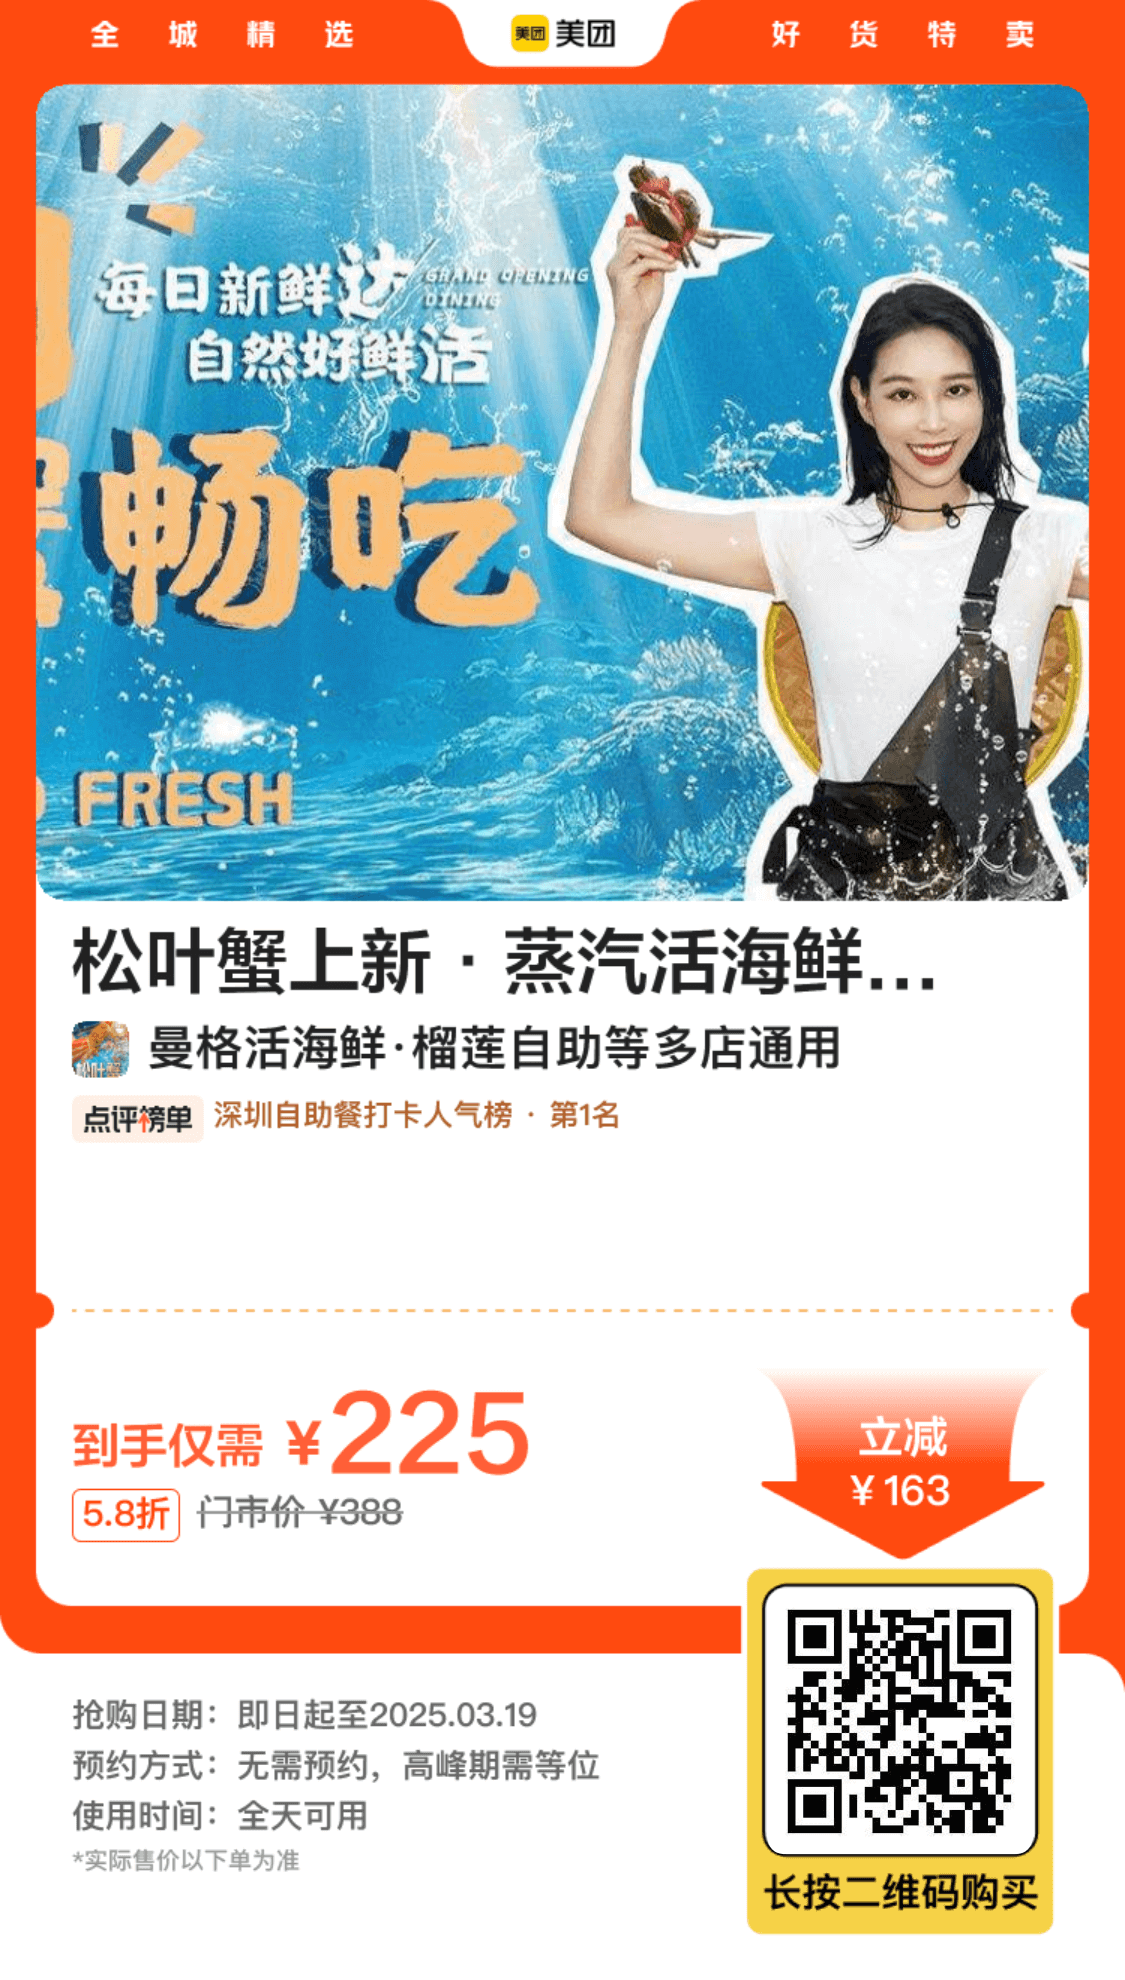 全城精选
美团 美团
好货特卖
每日新鲜达
GRAND OPENING
DINING
自然好鲜活
畅吃
FRESH
松叶蟹上新·蒸汽活海鲜...
曼格活海鲜·榴莲自助等多店通用
点评榜单 深圳自助餐打卡人气榜 · 第1名
到手仅需 ¥225
立减
¥163
5.8折 门市价 ¥388
抢购日期：即日起至2025.03.19
预约方式：无需预约，高峰期需等位
使用时间：全天可用
*实际售价以下单为准
长按二维码购买